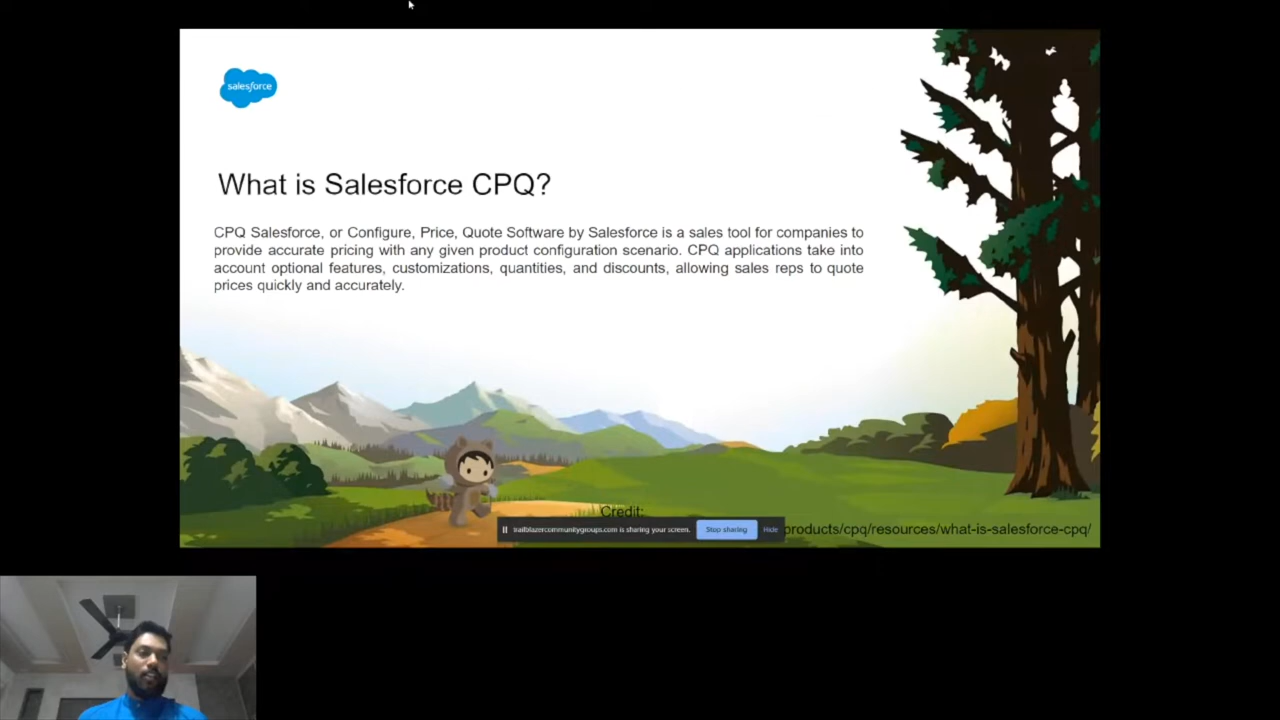 salesforce
What is Salesforce CPQ?
CPQ Salesforce, or Configure, Price, Quote Software by Salesforce is a sales tool for companies to
provide accurate pricing with any given product configuration scenario. CPQ applications take into
account optional features, customizations, quantities, and discounts, allowing sales reps to quote
prices quickly and accurately.
Credit:
trailblazercommunitygroups.com is sharing your screen. Stop sharing Hide products/cpq/resources/what-is-salesforce-cpq/